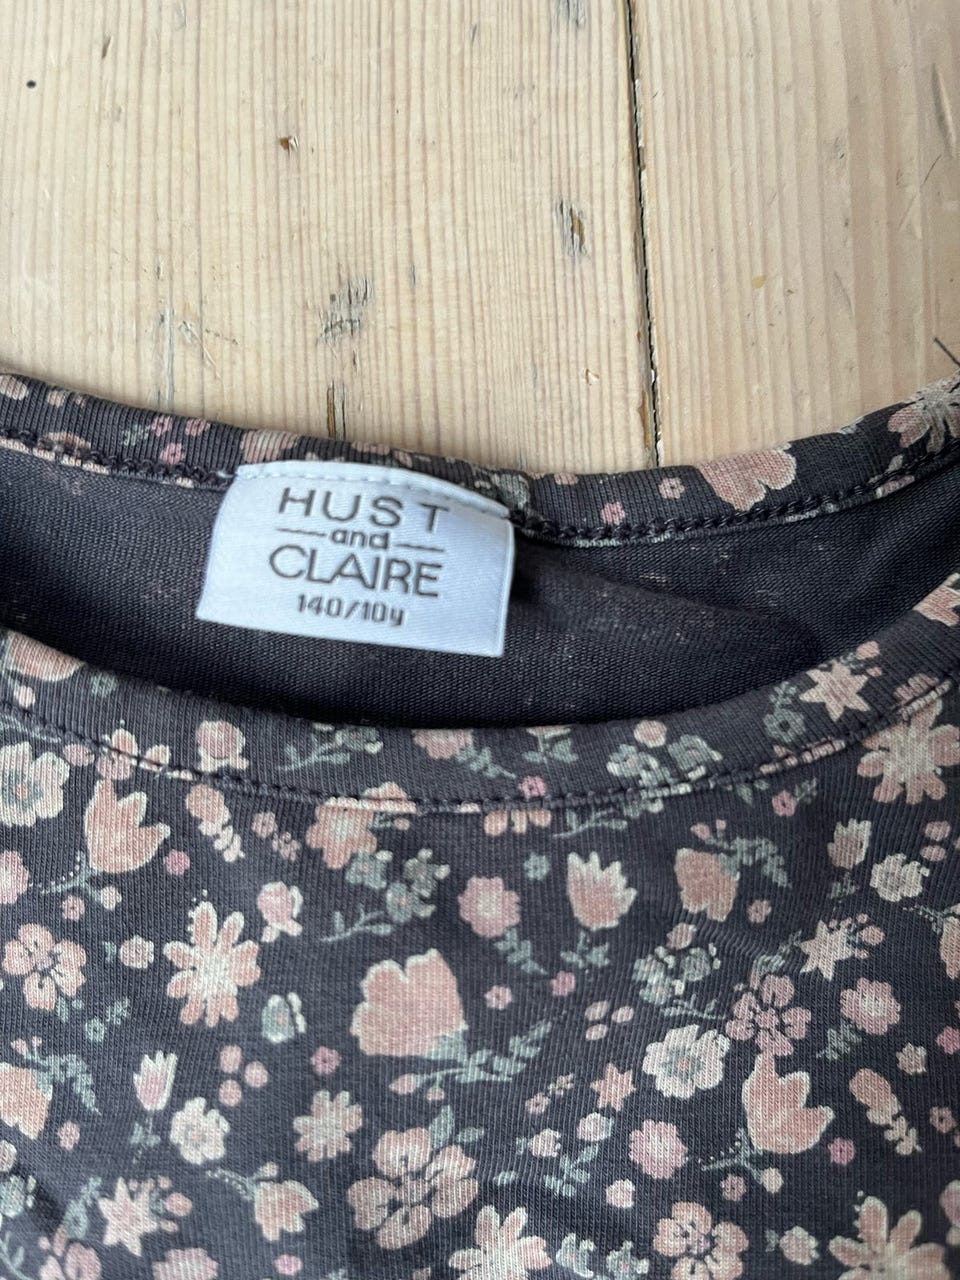 HUST
and
CLAIRE
140/10y